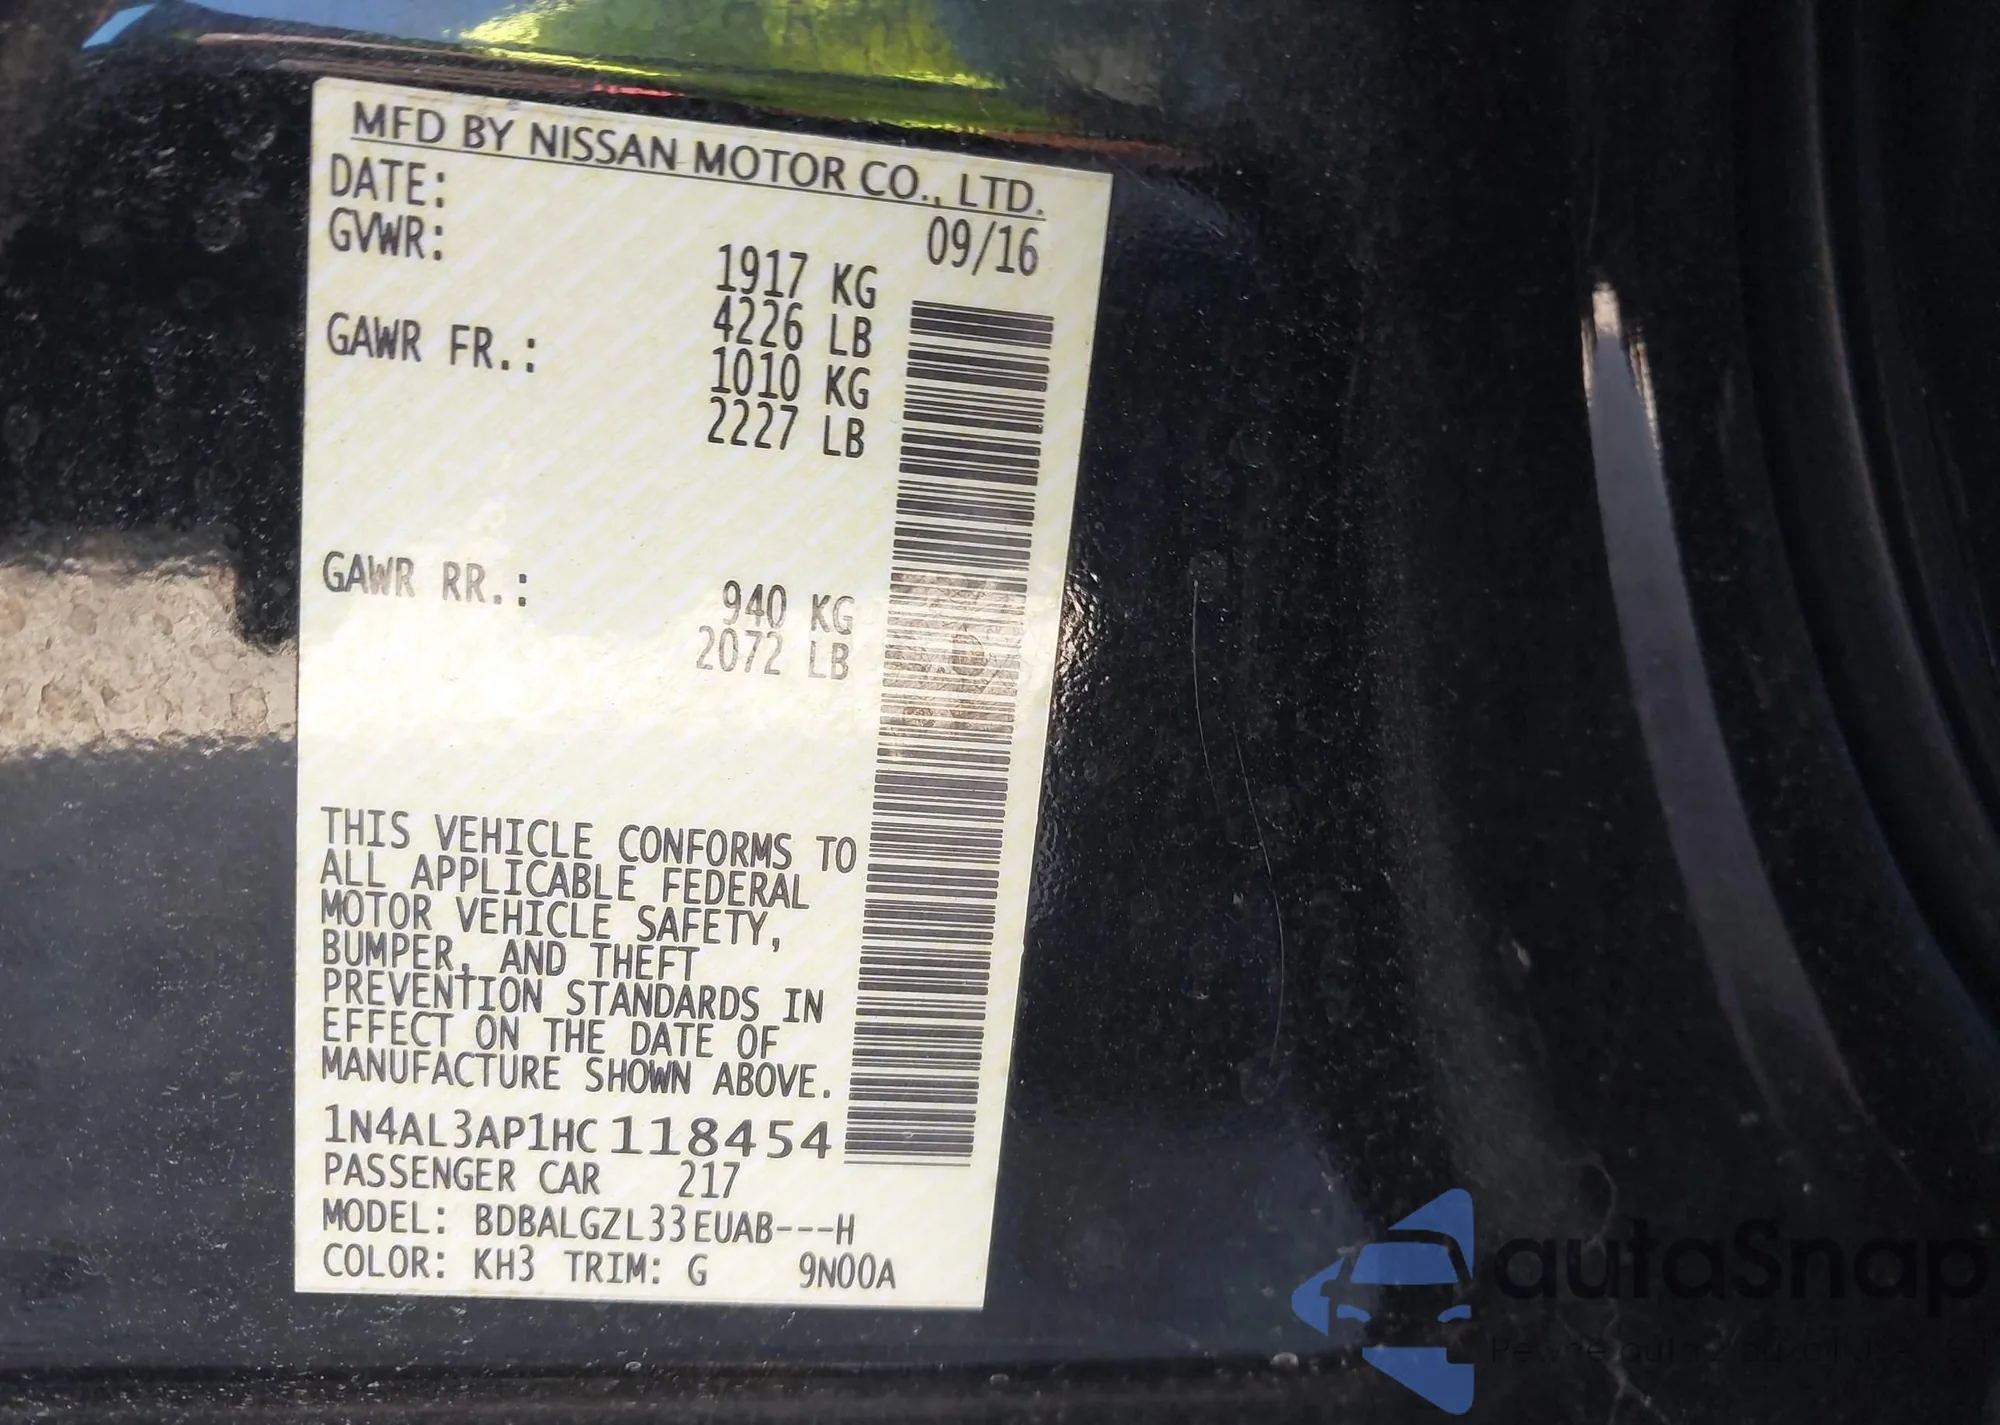 MFD BY NISSAN MOTOR CO., LTD.
DATE: 09/16
GVWR: 1917 KG
4226 LB
GAWR FR.: 1010 KG
2227 LB
GAWR RR.: 940 KG
2072 LB
THIS VEHICLE CONFORMS TO
ALL APPLICABLE FEDERAL
MOTOR VEHICLE SAFETY,
BUMPER, AND THEFT
PREVENTION STANDARDS IN
EFFECT ON THE DATE OF
MANUFACTURE SHOWN ABOVE.
1N4AL3AP1HC118454
PASSENGER CAR 217
MODEL: BDBALGZL33EUAB---H
COLOR: KH3 TRIM: G 9N00A
autaSnap